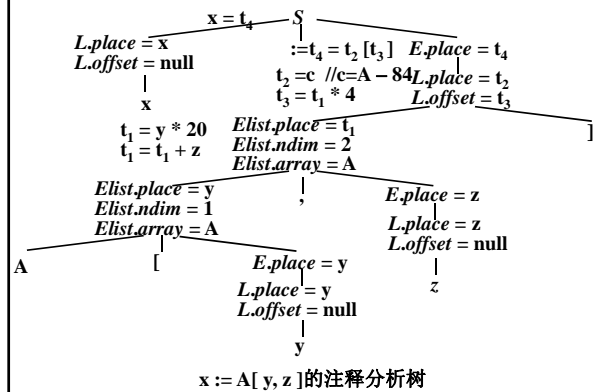 x = t₄ S
L.place = x := t₄ = t₂ [t₃ ] E.place = t₄
L.offset = null t₂ =c //c=A – 84 L.place = t₂
x t₃ = t₁ * 4 L.offset = t₃
t₁ = y * 20 Elist.place = t₁ ]
t₁ = t₁ + z Elist.ndim = 2
Elist.array = A
Elist.place = y , E.place = z
Elist.ndim = 1 L.place = z
Elist.array = A L.offset = null
A [ E.place = y z
L.place = y
L.offset = null
y
x := A[ y, z ]的注释分析树